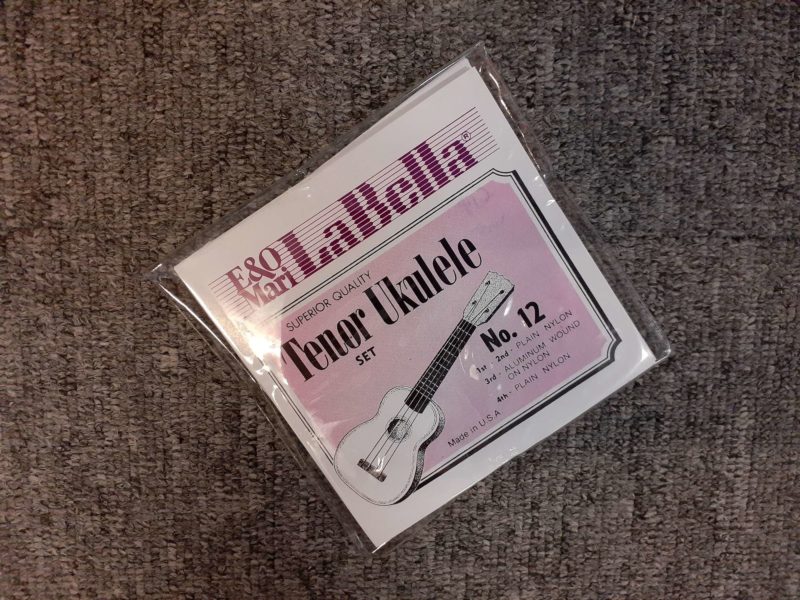 E&O
Mari
LaBella®
SUPERIOR QUALITY
Tenor Ukulele
SET
No. 12
1st - 2nd - PLAIN NYLON
3rd - ALUMINUM WOUND
ON NYLON
4th - PLAIN NYLON
Made in U.S.A